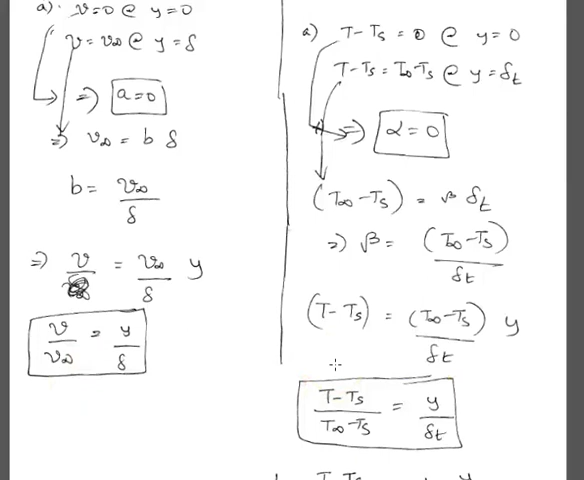 a). v=0 @ y=0
v=v∞ @ y=δ
=) a=0
=) v∞ = b δ
b= v∞/δ
=) v = v∞/δ y
v/v∞ = y/δ
a) T-Ts = 0 @ y=0
T-Ts = T∞-Ts @ y=δt
=) α=0
(T∞-Ts) = β δt
=) β= (T∞-Ts)/δt
(T-Ts) = (T∞-Ts)/δt y
T-Ts/T∞-Ts = y/δt